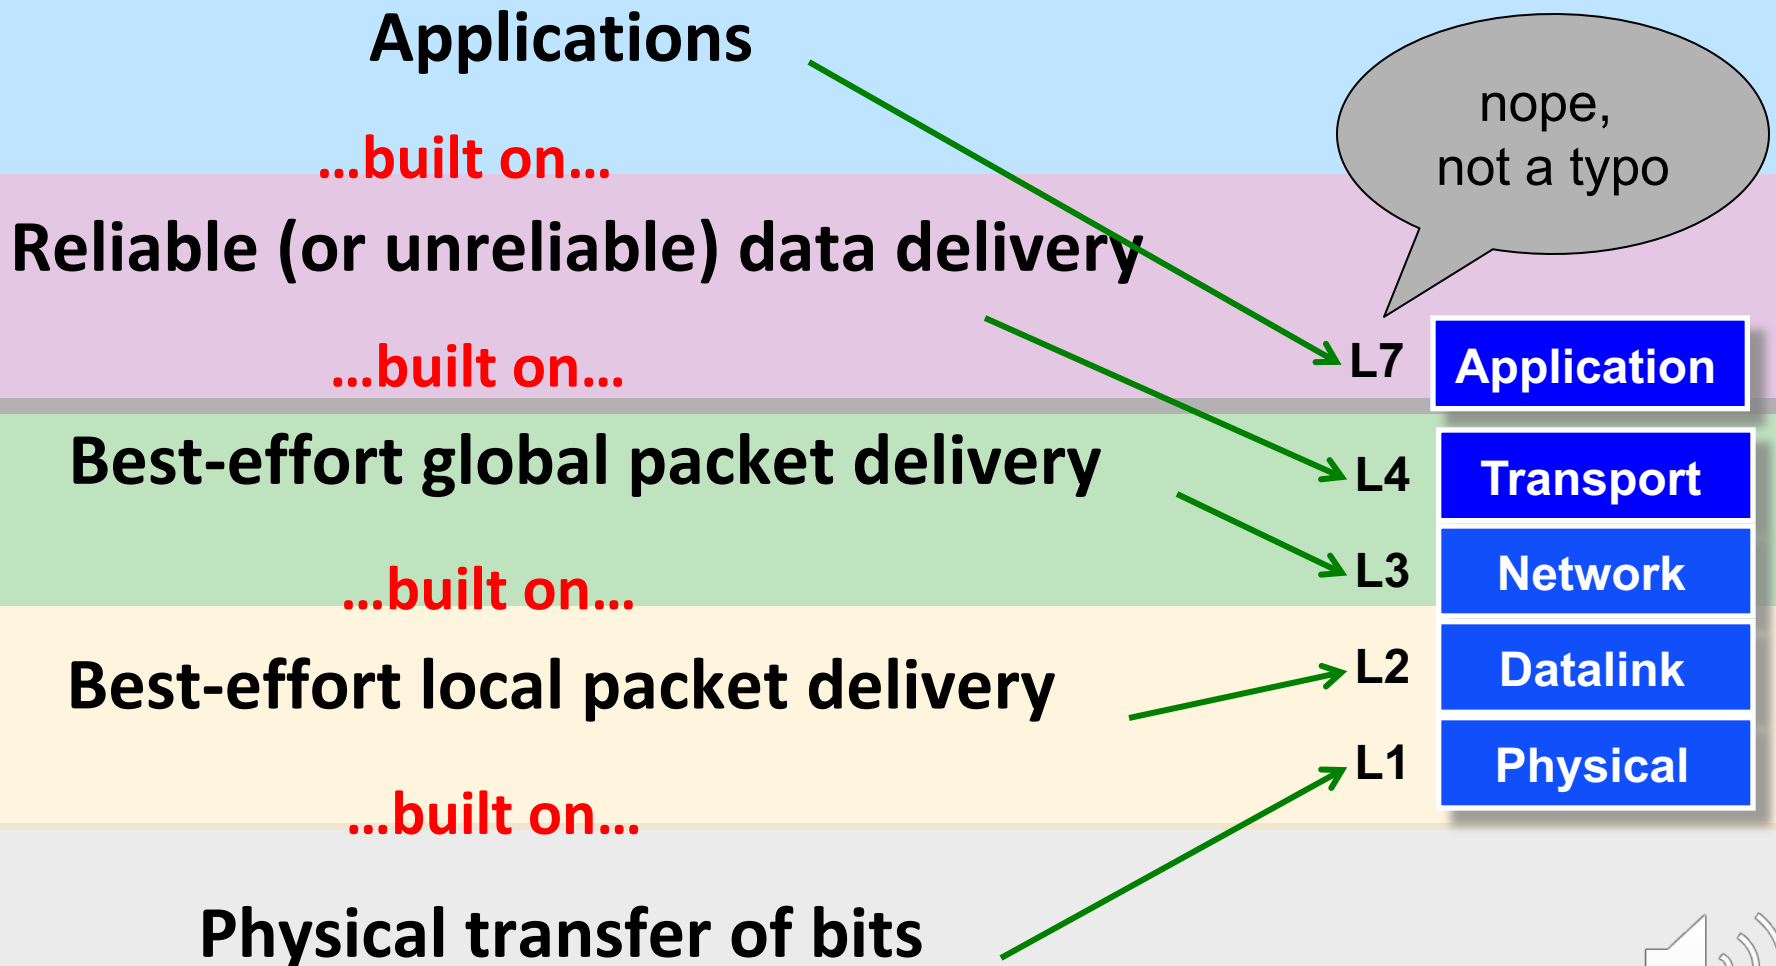 Applications
…built on…
Reliable (or unreliable) data delivery
…built on…
Best-effort global packet delivery
…built on…
Best-effort local packet delivery
…built on…
Physical transfer of bits
nope,
not a typo
L7 Application
L4 Transport
L3 Network
L2 Datalink
L1 Physical